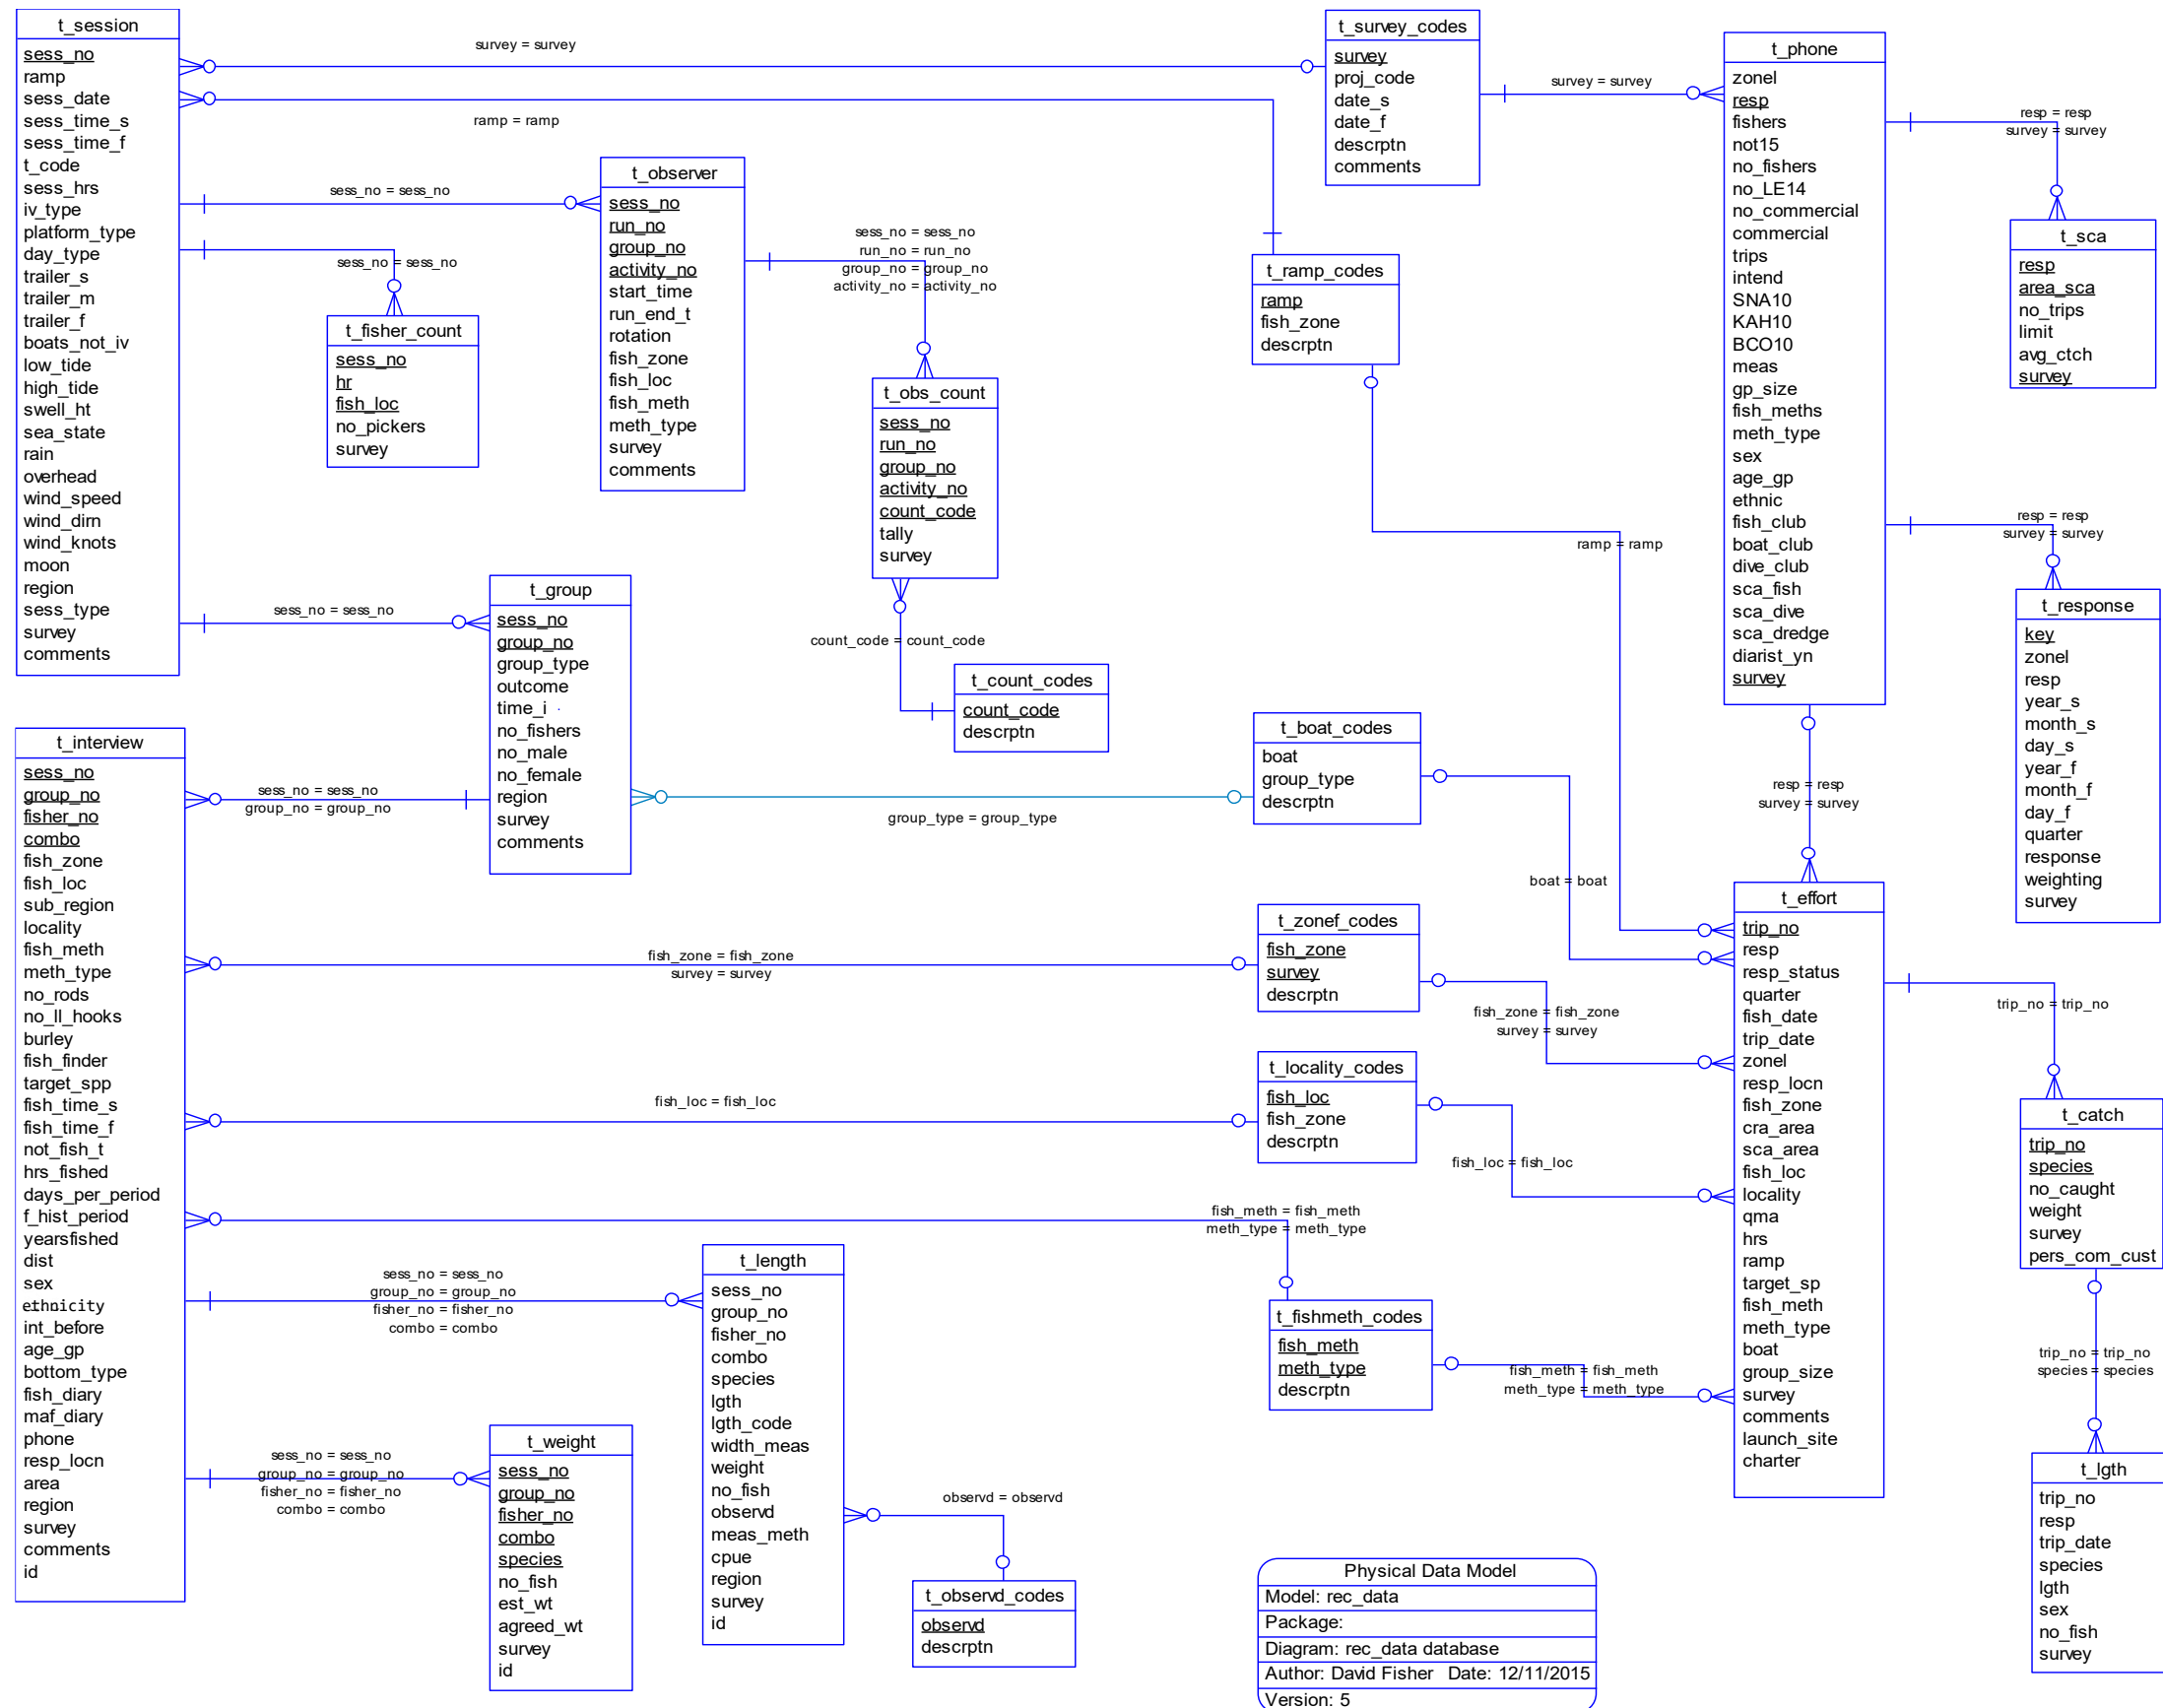 t_session
sess_no
ramp
sess_date
sess_time_s
sess_time_f
t_code
sess_hrs
iv_type
platform_type
day_type
trailer_s
trailer_m
trailer_f
boats_not_iv
low_tide
high_tide
swell_ht
sea_state
rain
overhead
wind_speed
wind_dirn
wind_knots
moon
region
sess_type
survey
comments
survey = survey
ramp = ramp
sess_no = sess_no
sess_no = sess_no
t_fisher_count
sess_no
hr
fish_loc
no_pickers
survey
t_observer
sess_no
run_no
group_no
activity_no
start_time
run_end_t
rotation
fish_zone
fish_loc
fish_meth
meth_type
survey
comments
sess_no = sess_no
run_no = run_no
group_no = group_no
activity_no = activity_no
t_obs_count
sess_no
run_no
group_no
activity_no
count_code
tally
survey
count_code = count_code
t_count_codes
count_code
descrptn
t_survey_codes
survey
proj_code
date_s
date_f
descrptn
comments
survey = survey
t_ramp_codes
ramp
fish_zone
descrptn
ramp = ramp
t_phone
zonel
resp
fishers
not15
no_fishers
no_LE14
no_commercial
commercial
trips
intend
SNA10
KAH10
BCO10
meas
gp_size
fish_meths
meth_type
sex
age_gp
ethnic
fish_club
boat_club
dive_club
sca_fish
sca_dive
sca_dredge
diarist_yn
survey
resp = resp
survey = survey
t_sca
resp
area_sca
no_trips
limit
avg_ctch
survey
resp = resp
survey = survey
t_response
key
zonel
resp
year_s
month_s
day_s
year_f
month_f
day_f
quarter
response
weighting
survey
sess_no = sess_no
t_group
sess_no
group_no
group_type
outcome
time_i
no_fishers
no_male
no_female
region
survey
comments
sess_no = sess_no
group_no = group_no
group_type = group_type
t_boat_codes
boat
group_type
descrptn
boat = boat
resp = resp
survey = survey
t_interview
sess_no
group_no
fisher_no
combo
fish_zone
fish_loc
sub_region
locality
fish_meth
meth_type
no_rods
no_ll_hooks
burley
fish_finder
target_spp
fish_time_s
fish_time_f
not_fish_t
hrs_fished
days_per_period
f_hist_period
yearsfished
dist
sex
ethnicity
int_before
age_gp
bottom_type
fish_diary
maf_diary
phone
resp_locn
area
region
survey
comments
id
fish_zone = fish_zone
survey = survey
t_zonef_codes
fish_zone
survey
descrptn
fish_zone = fish_zone
survey = survey
fish_loc = fish_loc
t_locality_codes
fish_loc
fish_zone
descrptn
fish_loc = fish_loc
fish_meth = fish_meth
meth_type = meth_type
t_fishmeth_codes
fish_meth
meth_type
descrptn
fish_meth = fish_meth
meth_type = meth_type
t_effort
trip_no
resp
resp_status
quarter
fish_date
trip_date
zonel
resp_locn
fish_zone
cra_area
sca_area
fish_loc
locality
qma
hrs
ramp
target_sp
fish_meth
meth_type
boat
group_size
survey
comments
launch_site
charter
trip_no = trip_no
t_catch
trip_no
species
no_caught
weight
survey
pers_com_cust
trip_no = trip_no
species = species
t_lgth
trip_no
resp
trip_date
species
lgth
sex
no_fish
survey
sess_no = sess_no
group_no = group_no
fisher_no = fisher_no
combo = combo
t_length
sess_no
group_no
fisher_no
combo
species
lgth
lgth_code
width_meas
weight
no_fish
observd
meas_meth
cpue
region
survey
id
sess_no = sess_no
group_no = group_no
fisher_no = fisher_no
combo = combo
t_weight
sess_no
group_no
fisher_no
combo
species
no_fish
est_wt
agreed_wt
survey
id
observd = observd
t_observd_codes
observd
descrptn
Physical Data Model
Model: rec_data
Package:
Diagram: rec_data database
Author: David Fisher Date: 12/11/2015
Version: 5